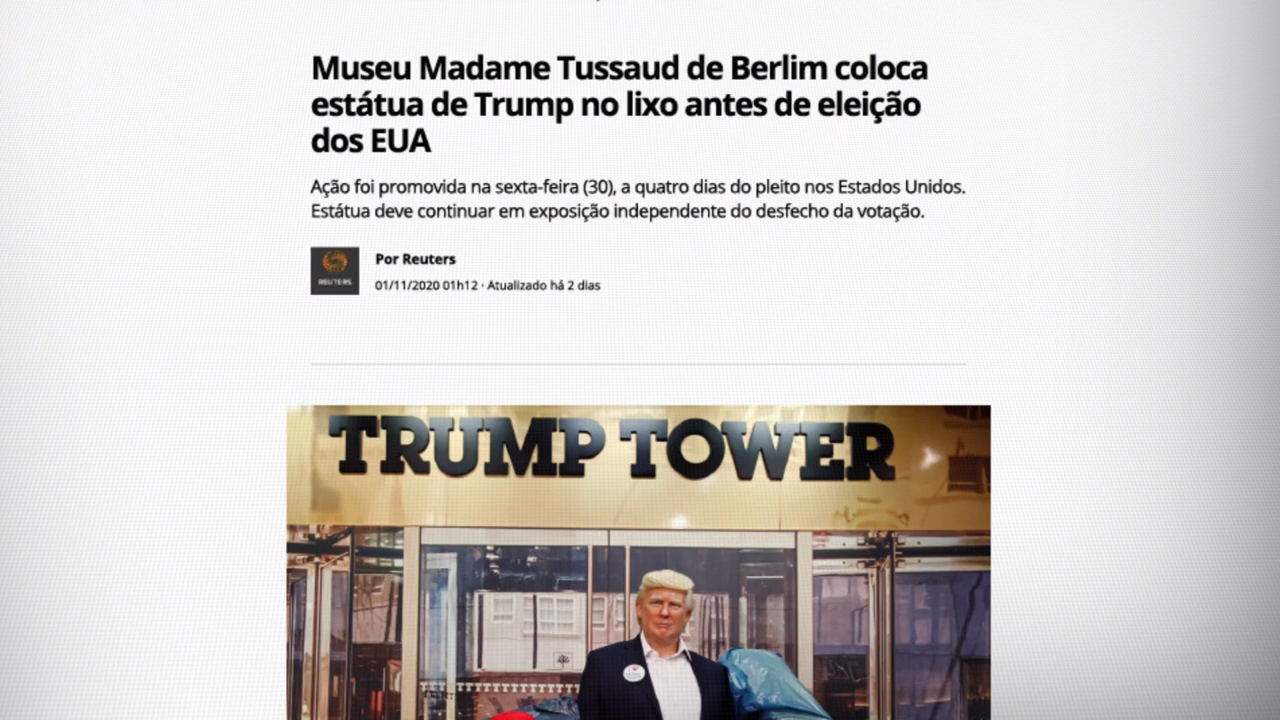 Museu Madame Tussaud de Berlim coloca
estátua de Trump no lixo antes de eleição
dos EUA
Ação foi promovida na sexta-feira (30), a quatro dias do pleito nos Estados Unidos.
Estátua deve continuar em exposição independente do desfecho da votação.
REUTERS
Por Reuters
01/11/2020 01h12 · Atualizado há 2 dias
TRUMP TOWER